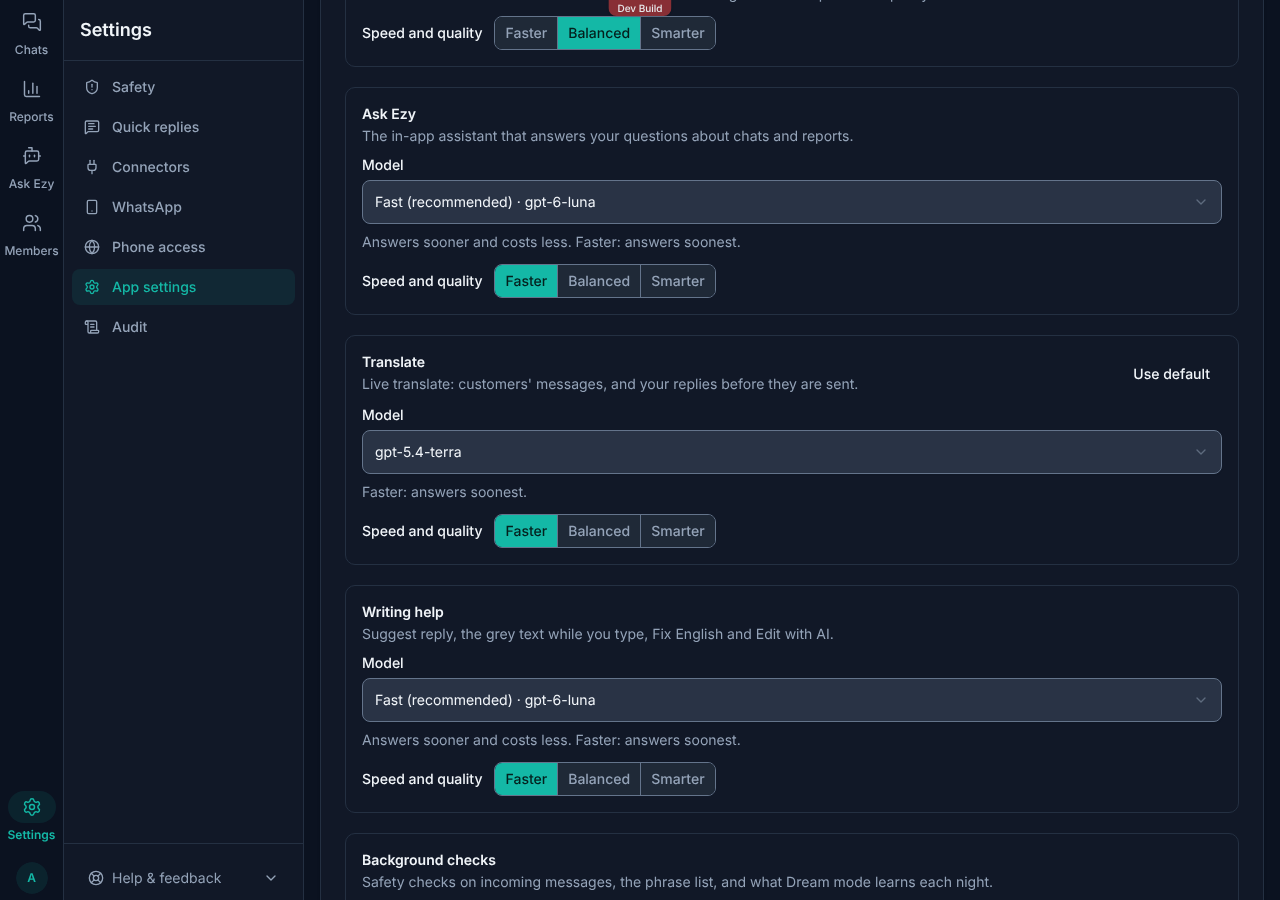 Chats
Reports
Ask Ezy
Members
Settings
A
Settings
Safety
Quick replies
Connectors
WhatsApp
Phone access
App settings
Audit
Help & feedback
Dev Build
Speed and quality Faster Balanced Smarter
Ask Ezy
The in-app assistant that answers your questions about chats and reports.
Model
Fast (recommended) · gpt-6-luna
Answers sooner and costs less. Faster: answers soonest.
Speed and quality Faster Balanced Smarter
Translate
Live translate: customers' messages, and your replies before they are sent.
Use default
Model
gpt-5.4-terra
Faster: answers soonest.
Speed and quality Faster Balanced Smarter
Writing help
Suggest reply, the grey text while you type, Fix English and Edit with AI.
Model
Fast (recommended) · gpt-6-luna
Answers sooner and costs less. Faster: answers soonest.
Speed and quality Faster Balanced Smarter
Background checks
Safety checks on incoming messages, the phrase list, and what Dream mode learns each night.